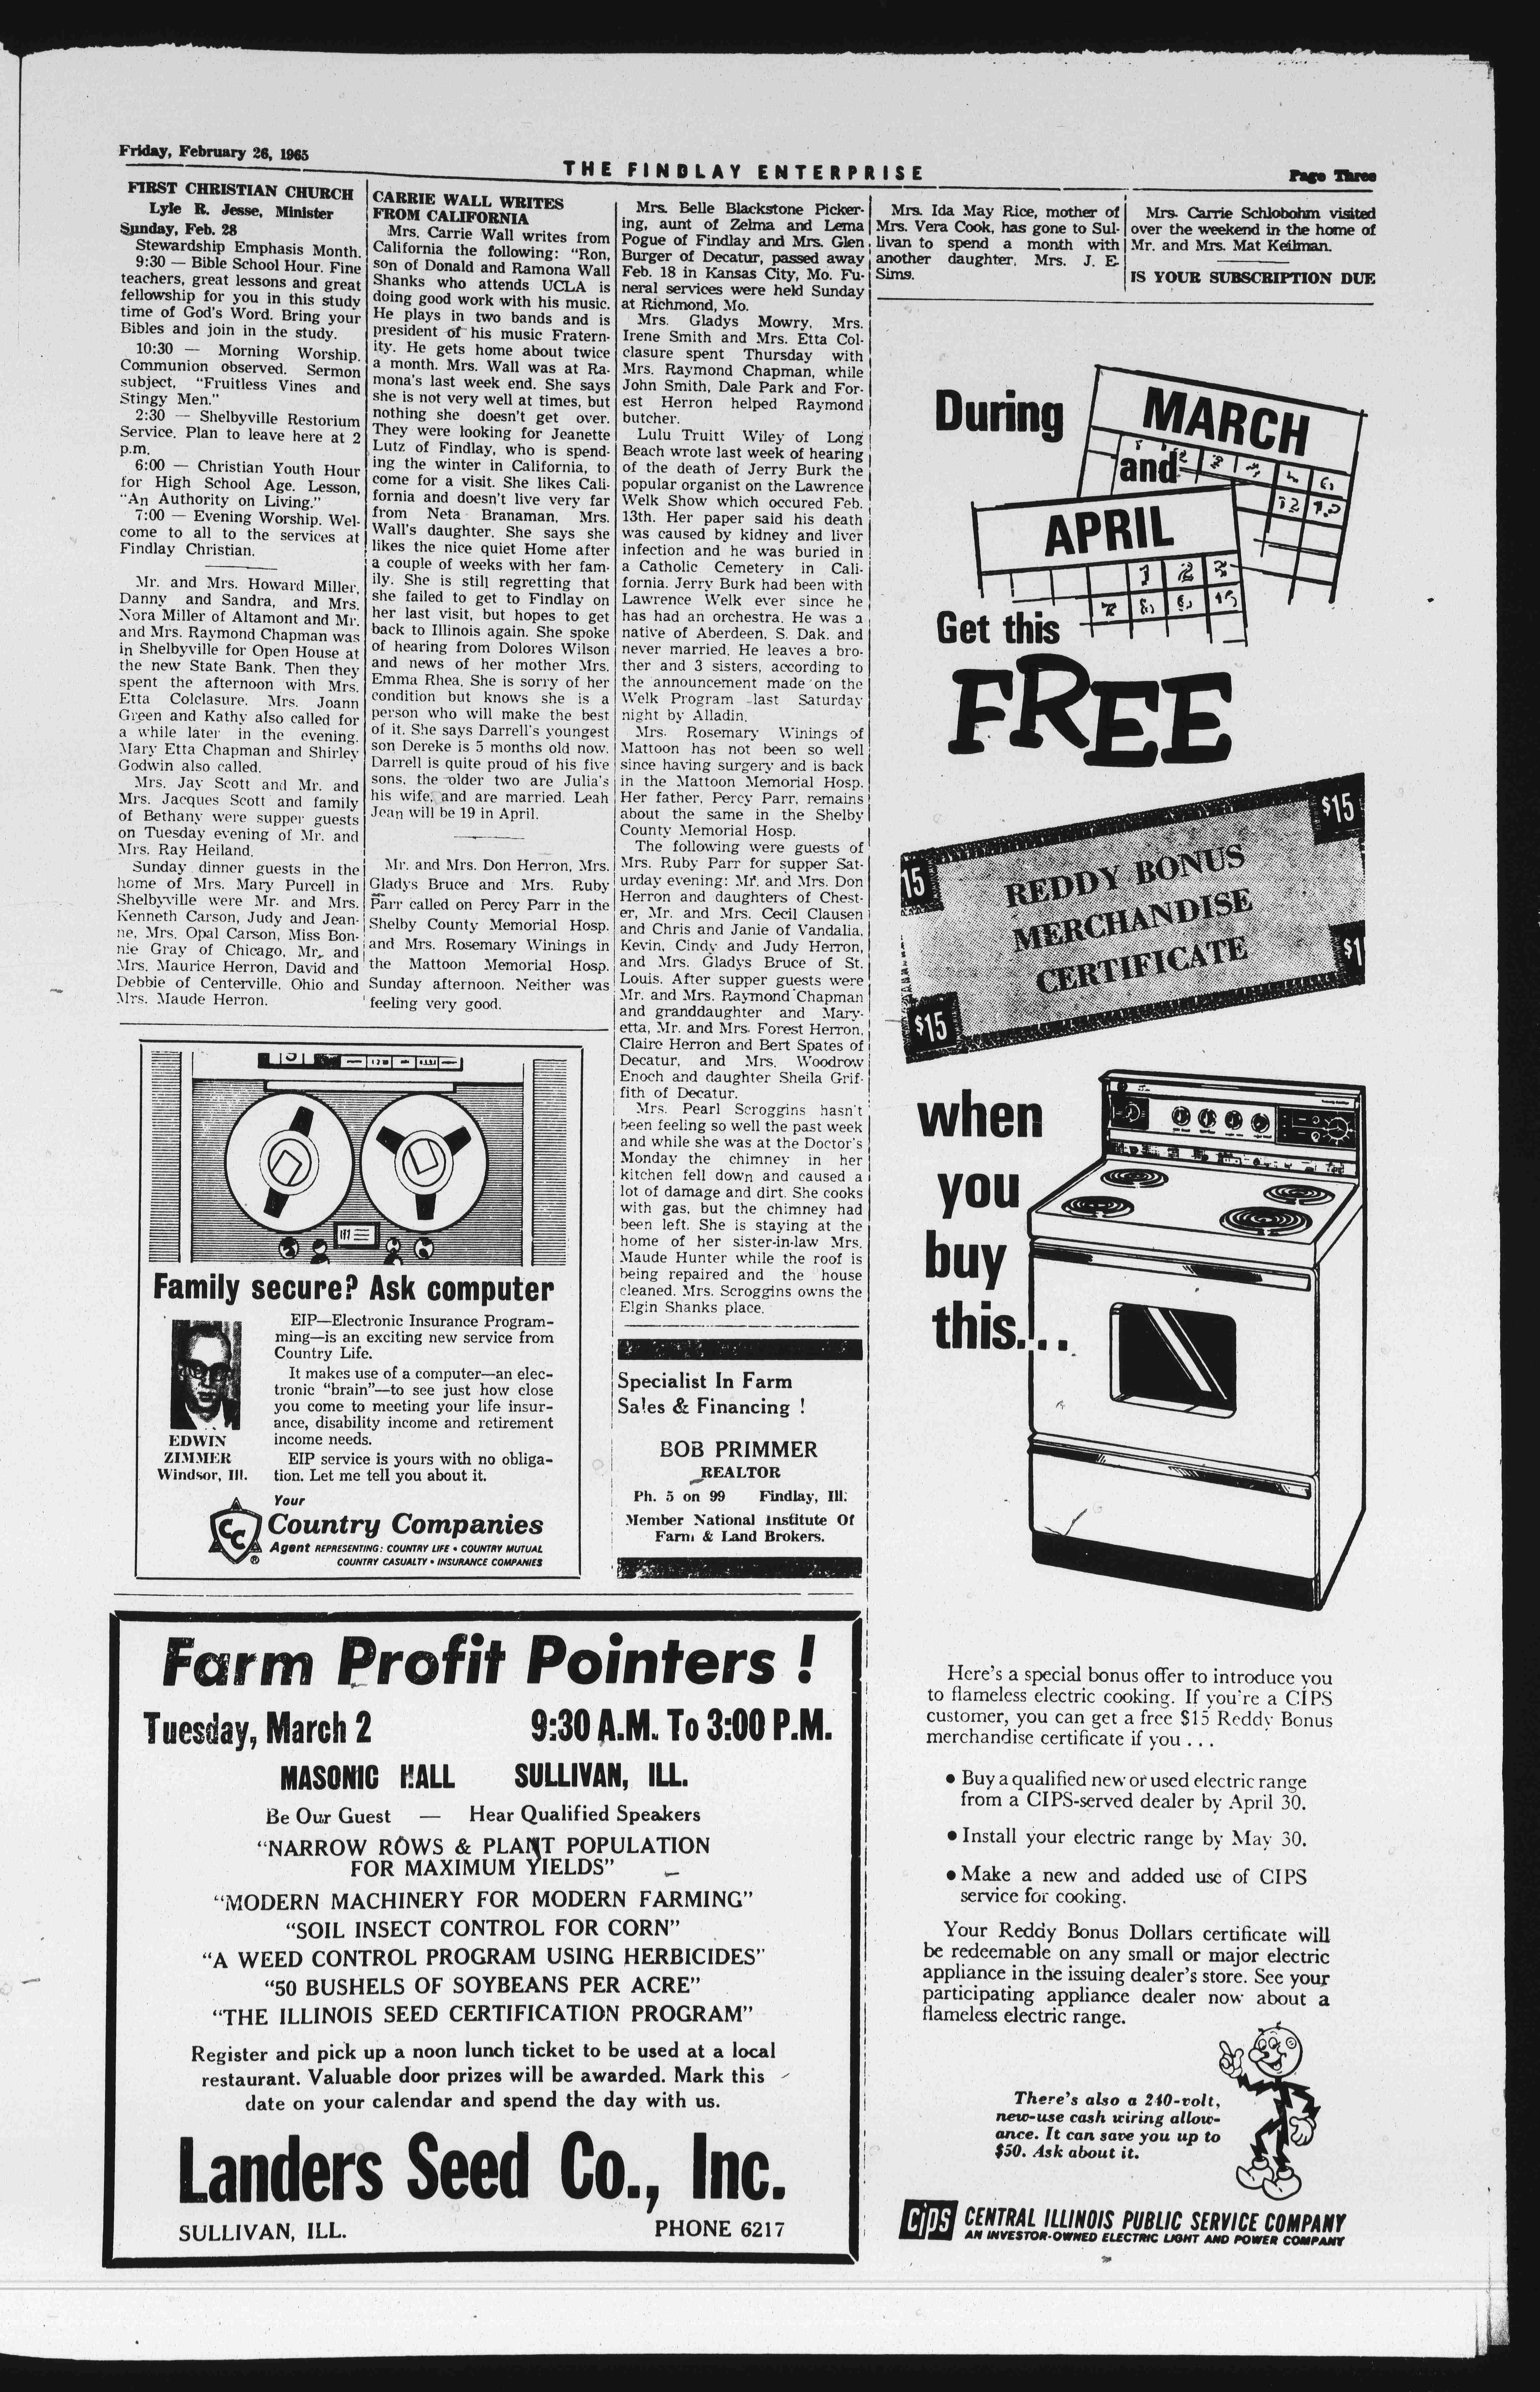 Friday, February 26, 1965
THE FINDLAY ENTERPRISE
Page Three
FIRST CHRISTIAN CHURCH
Lyle R. Jesse, Minister
Sunday, Feb. 28
Stewardship Emphasis Month.
9:30 — Bible School Hour. Fine
teachers, great lessons and great
fellowship for you in this study
time of God's Word. Bring your
Bibles and join in the study.
10:30 — Morning Worship.
Communion observed. Sermon
subject, "Fruitless Vines and
Stingy Men."
2:30 — Shelbyville Restorium
Service. Plan to leave here at 2
p.m.
6:00 — Christian Youth Hour
for High School Age. Lesson,
"An Authority on Living."
7:00 — Evening Worship. Wel-
come to all to the services at
Findlay Christian.
Mr. and Mrs. Howard Miller,
Danny and Sandra, and Mrs.
Nora Miller of Altamont and Mr.
and Mrs. Raymond Chapman was
in Shelbyville for Open House at
the new State Bank. Then they
spent the afternoon with Mrs.
Etta Colclasure. Mrs. Joann
Green and Kathy also called for
a while later in the evening.
Mary Etta Chapman and Shirley
Godwin also called.
Mrs. Jay Scott and Mr. and
Mrs. Jacques Scott and family
of Bethany were supper guests
on Tuesday evening of Mr. and
Mrs. Ray Heiland.
Sunday dinner guests in the
home of Mrs. Mary Purcell in
Shelbyville were Mr. and Mrs.
Kenneth Carson, Judy and Jean-
ne, Mrs. Opal Carson, Miss Bon-
nie Gray of Chicago, Mr. and
Mrs. Maurice Herron, David and
Debbie of Centerville, Ohio and
Mrs. Maude Herron.
CARRIE WALL WRITES
FROM CALIFORNIA
Mrs. Carrie Wall writes from
California the following: "Ron,
son of Donald and Ramona Wall
Shanks who attends UCLA is
doing good work with his music.
He plays in two bands and is
president of his music Fratern-
ity. He gets home about twice
a month. Mrs. Wall was at Ra-
mona's last week end. She says
she is not very well at times, but
nothing she doesn't get over.
They were looking for Jeanette
Lutz of Findlay, who is spend-
ing the winter in California, to
come for a visit. She likes Cali-
fornia and doesn't live very far
from Neta Branaman, Mrs.
Wall's daughter. She says she
likes the nice quiet Home after
a couple of weeks with her fam-
ily. She is still regretting that
she failed to get to Findlay on
her last visit, but hopes to get
back to Illinois again. She spoke
of hearing from Dolores Wilson
and news of her mother Mrs.
Emma Rhea. She is sorry of her
condition but knows she is a
person who will make the best
of it. She says Darrell's youngest
son Dereke is 5 months old now.
Darrell is quite proud of his five
sons, the older two are Julia's
his wife, and are married. Leah
Jean will be 19 in April.
Mr. and Mrs. Don Herron, Mrs.
Gladys Bruce and Mrs. Ruby
Parr called on Percy Parr in the
Shelby County Memorial Hosp.
and Mrs. Rosemary Winings in
the Mattoon Memorial Hosp.
Sunday afternoon. Neither was
feeling very good.
Mrs. Belle Blackstone Picker-
ing, aunt of Zelma and Lema
Pogue of Findlay and Mrs. Glen
Burger of Decatur, passed away
Feb. 18 in Kansas City, Mo. Fu-
neral services were held Sunday
at Richmond, Mo.
Mrs. Gladys Mowry, Mrs.
Irene Smith and Mrs. Etta Col-
clasure spent Thursday with
Mrs. Raymond Chapman, while
John Smith, Dale Park and For-
est Herron helped Raymond
butcher.
Lulu Truitt Wiley of Long
Beach wrote last week of hearing
of the death of Jerry Burk the
popular organist on the Lawrence
Welk Show which occured Feb.
13th. Her paper said his death
was caused by kidney and liver
infection and he was buried in
a Catholic Cemetery in Cali-
fornia. Jerry Burk had been with
Lawrence Welk ever since he
has had an orchestra. He was a
native of Aberdeen, S. Dak. and
never married. He leaves a bro-
ther and 3 sisters, according to
the announcement made on the
Welk Program last Saturday
night by Alladin.
Mrs. Rosemary Winings of
Mattoon has not been so well
since having surgery and is back
in the Mattoon Memorial Hosp.
Her father, Percy Parr, remains
about the same in the Shelby
County Memorial Hosp.
The following were guests of
Mrs. Ruby Parr for supper Sat-
urday evening: Mr. and Mrs. Don
Herron and daughters of Chest-
er, Mr. and Mrs. Cecil Clausen
and Chris and Janie of Vandalia,
Kevin, Cindy and Judy Herron,
and Mrs. Gladys Bruce of St.
Louis. After supper guests were
Mr. and Mrs. Raymond Chapman
and granddaughter and Mary-
etta, Mr. and Mrs. Forest Herron,
Claire Herron and Bert Spates of
Decatur, and Mrs. Woodrow
Enoch and daughter Sheila Grif-
fith of Decatur.
Mrs. Pearl Scroggins hasn't
been feeling so well the past week
and while she was at the Doctor's
Monday the chimney in her
kitchen fell down and caused a
lot of damage and dirt. She cooks
with gas, but the chimney had
been left. She is staying at the
home of her sister-in-law Mrs.
Maude Hunter while the roof is
being repaired and the house
cleaned. Mrs. Scroggins owns the
Elgin Shanks place.
Mrs. Ida May Rice, mother of
Mrs. Vera Cook, has gone to Sul-
livan to spend a month with
another daughter, Mrs. J. E.
Sims.
Mrs. Carrie Schlobohm visited
over the weekend in the home of
Mr. and Mrs. Mat Keilman.
IS YOUR SUBSCRIPTION DUE
Family secure? Ask computer
EIP—Electronic Insurance Program-
ming—is an exciting new service from
Country Life.
It makes use of a computer—an elec-
tronic "brain"—to see just how close
you come to meeting your life insur-
ance, disability income and retirement
income needs.
EIP service is yours with no obliga-
tion. Let me tell you about it.
EDWIN
ZIMMER
Windsor, Ill.
Your
CC
Country Companies
®
Agent REPRESENTING: COUNTRY LIFE • COUNTRY MUTUAL
COUNTRY CASUALTY • INSURANCE COMPANIES
Specialist In Farm
Sales & Financing !
BOB PRIMMER
REALTOR
Ph. 5 on 99 Findlay, Ill.
Member National Institute Of
Farm & Land Brokers.
Farm Profit Pointers !
Tuesday, March 2 9:30 A.M. To 3:00 P.M.
MASONIC HALL SULLIVAN, ILL.
Be Our Guest — Hear Qualified Speakers
"NARROW ROWS & PLANT POPULATION
FOR MAXIMUM YIELDS"
"MODERN MACHINERY FOR MODERN FARMING"
"SOIL INSECT CONTROL FOR CORN"
"A WEED CONTROL PROGRAM USING HERBICIDES"
"50 BUSHELS OF SOYBEANS PER ACRE"
"THE ILLINOIS SEED CERTIFICATION PROGRAM"
Register and pick up a noon lunch ticket to be used at a local
restaurant. Valuable door prizes will be awarded. Mark this
date on your calendar and spend the day with us.
Landers Seed Co., Inc.
SULLIVAN, ILL. PHONE 6217
During
MARCH
and
APRIL
Get this
FREE
$15
15
REDDY BONUS
MERCHANDISE
CERTIFICATE
$1
$15
when
you
buy
this...
Here's a special bonus offer to introduce you
to flameless electric cooking. If you're a CIPS
customer, you can get a free $15 Reddy Bonus
merchandise certificate if you . . .
• Buy a qualified new or used electric range
from a CIPS-served dealer by April 30.
• Install your electric range by May 30.
• Make a new and added use of CIPS
service for cooking.
Your Reddy Bonus Dollars certificate will
be redeemable on any small or major electric
appliance in the issuing dealer's store. See your
participating appliance dealer now about a
flameless electric range.
There's also a 240-volt,
new-use cash wiring allow-
ance. It can save you up to
$50. Ask about it.
CIPS CENTRAL ILLINOIS PUBLIC SERVICE COMPANY
AN INVESTOR-OWNED ELECTRIC LIGHT AND POWER COMPANY